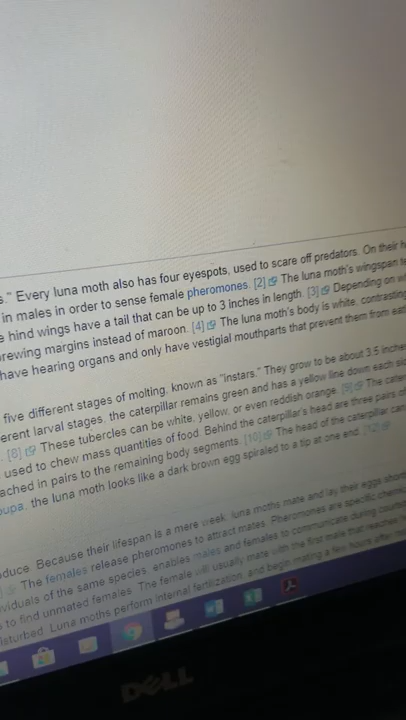 s." Every luna moth also has four eyespots, used to scare off predators. On their h
in males in order to sense female pheromones. [2] The luna moth's wingspan
e hind wings have a tail that can be up to 3 inches in length. [3] Depending on
rewing margins instead of maroon. [4] The luna moth's body is white, contrasting
have hearing organs and only have vestigial mouthparts that prevent them from eat
five different stages of molting, known as "instars." They grow to be about 3.5 inches
erent larval stages, the caterpillar remains green and has a yellow line down each sid
[8] These tubercles can be white, yellow, or even reddish orange. [9] The cater
used to chew mass quantities of food. Behind the caterpillar's head are three pairs of
ached in pairs to the remaining body segments. [10] The head of the caterpillar can
upa, the luna moth looks like a dark brown egg spiraled to a tip at one end. [12]
oduce. Because their lifespan is a mere week, luna moths mate and lay their eggs short
The females release pheromones to attract mates. Pheromones are specific chemic
viduals of the same species, enables males and females to communicate during
s to find unmated females. The female will usually mate with the first male that reaches
isturbed. Luna moths perform internal fertilization, and begin mating a few hours after
DELL